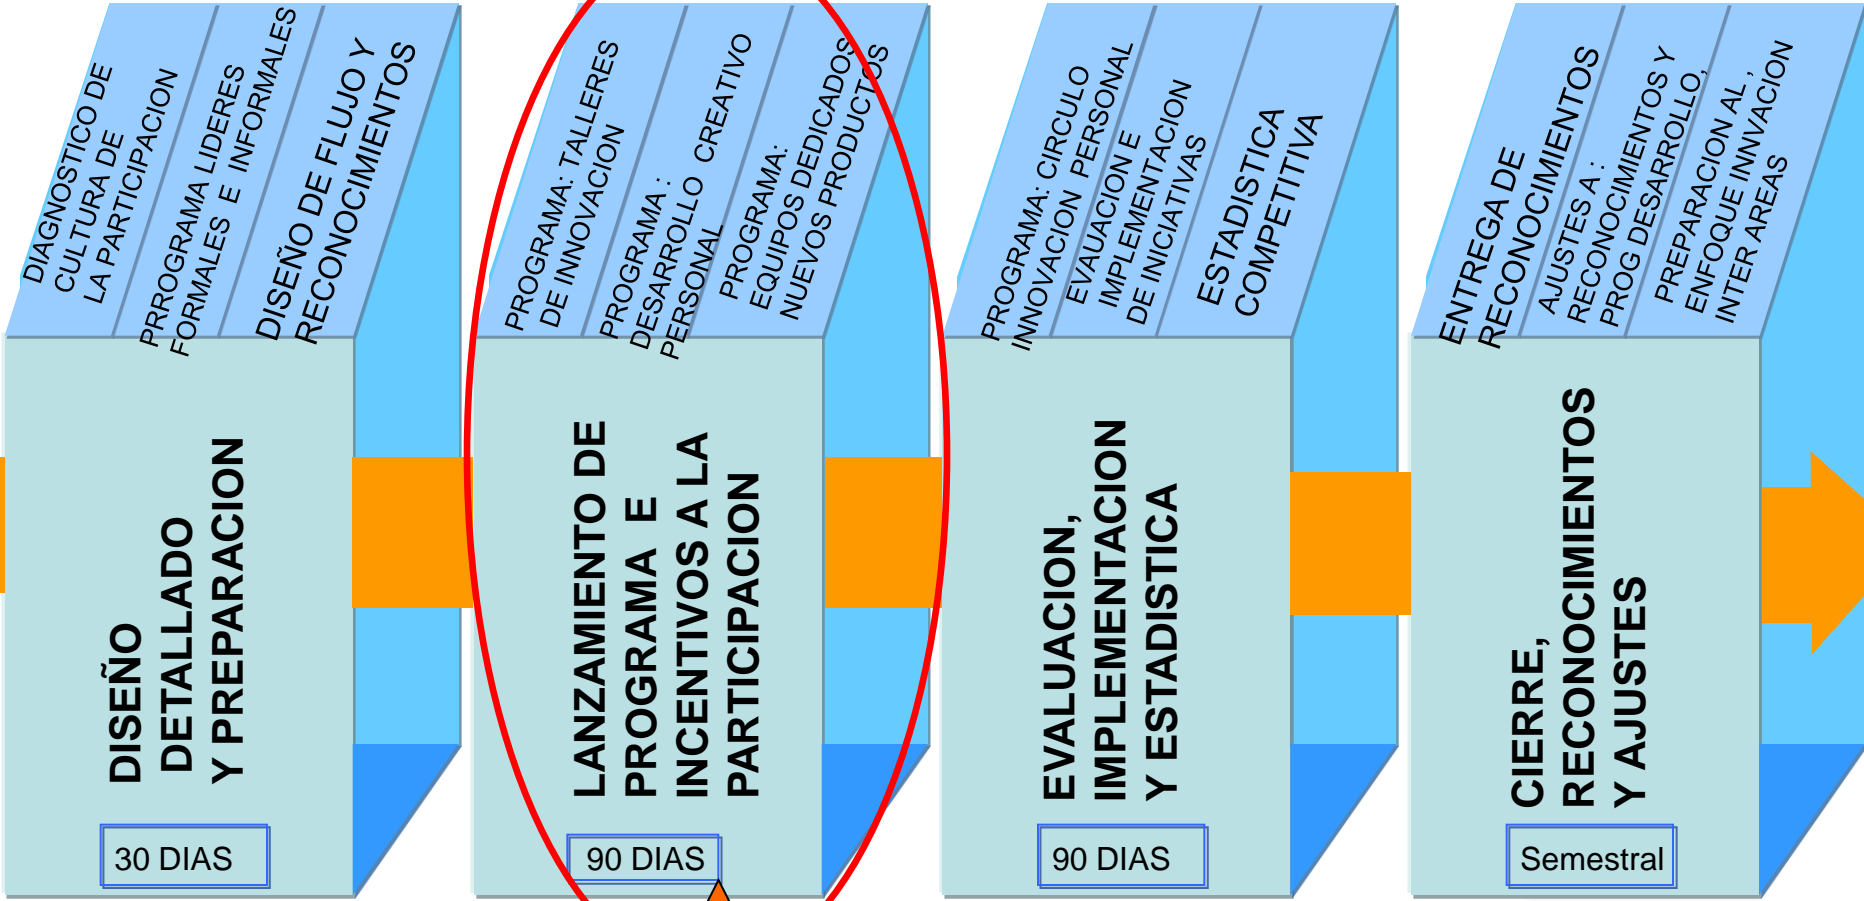 DIAGNOSTICO DE
CULTURA DE
LA PARTICIPACION
PRROGRAMA LIDERES
FORMALES E INFORMALES
DISEÑO DE FLUJO Y
RECONOCIMIENTOS
DISEÑO
DETALLADO
Y PREPARACION
30 DIAS
PROGRAMA: TALLERES
DE INNOVACION
PROGRAMA :
DESARROLLO CREATIVO
PERSONAL
PROGRAMA:
EQUIPOS DEDICADOS
NUEVOS PRODUCTOS
LANZAMIENTO DE
PROGRAMA E
INCENTIVOS A LA
PARTICIPACION
90 DIAS
PROGRAMA: CIRCULO
INNOVACION PERSONAL
EVAUACION E
IMPLEMENTACION
DE INICIATIVAS
ESTADISTICA
COMPETITIVA
EVALUACION,
IMPLEMENTACION
Y ESTADISTICA
90 DIAS
ENTREGA DE
RECONOCIMIENTOS
AJUSTES A :
RECONOCIMIENTOS Y
PROG DESARROLLO,
PREPARACION AL ,
ENFOQUE INNVACION
INTER AREAS
CIERRE,
RECONOCIMIENTOS
Y AJUSTES
Semestral